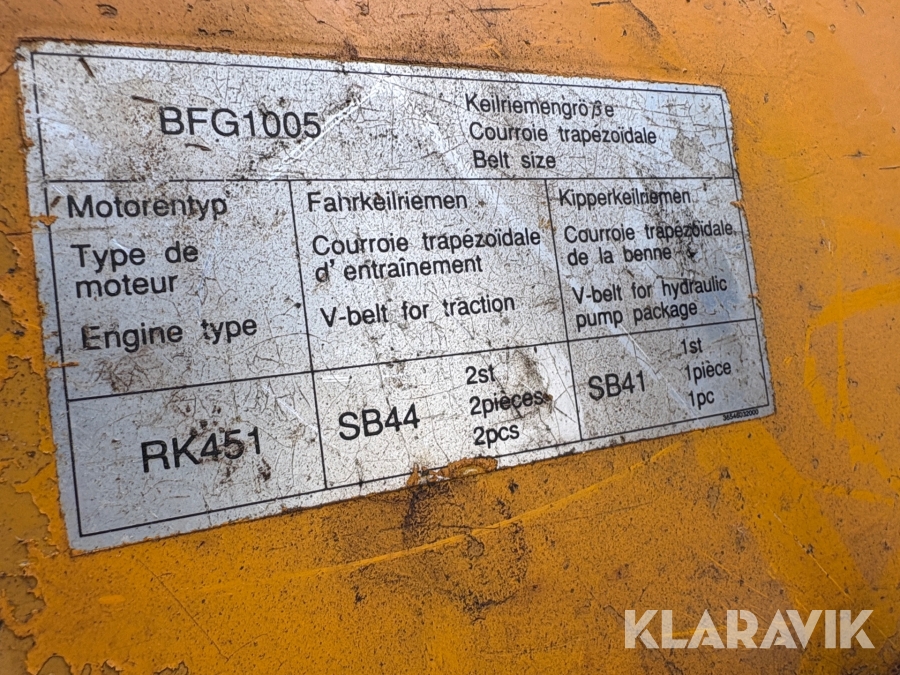 BFG1005
Keilriemengröße
Courroie trapézoïdale
Belt size
Motorentyp
Type de
moteur
Engine type
Fahrkeilriemen
Courroie trapézoïdale
d'entraînement
V-belt for traction
Kipperkeilriemen
Courroie trapézoïdale
de la benne
V-belt for hydraulic
pump package
RK451
SB44
2st
2pièces
2pcs
SB41
1st
1pièce
1pc
KLARAVIK